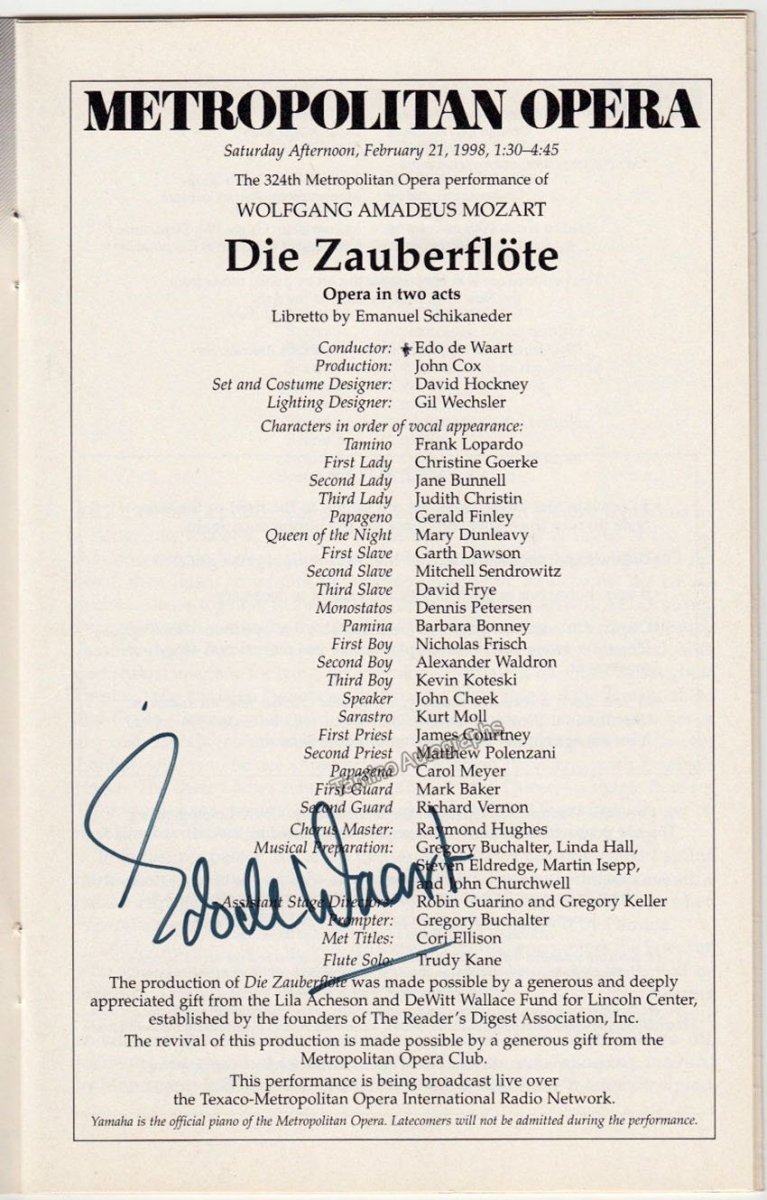 METROPOLITAN OPERA
Saturday Afternoon, February 21, 1998, 1:30–4:45
The 324th Metropolitan Opera performance of
WOLFGANG AMADEUS MOZART
Die Zauberflöte
Opera in two acts
Libretto by Emanuel Schikaneder
Conductor: Edo de Waart
Production: John Cox
Set and Costume Designer: David Hockney
Lighting Designer: Gil Wechsler
Characters in order of vocal appearance:
Tamino Frank Lopardo
First Lady Christine Goerke
Second Lady Jane Bunnell
Third Lady Judith Christin
Papageno Gerald Finley
Queen of the Night Mary Dunleavy
First Slave Garth Dawson
Second Slave Mitchell Sendrowitz
Third Slave David Frye
Monostatos Dennis Petersen
Pamina Barbara Bonney
First Boy Nicholas Frisch
Second Boy Alexander Waldron
Third Boy Kevin Koteski
Speaker John Cheek
Sarastro Kurt Moll
First Priest James Courtney
Second Priest Matthew Polenzani
Papagena Carol Meyer
First Guard Mark Baker
Second Guard Richard Vernon
Chorus Master: Raymond Hughes
Musical Preparation: Gregory Buchalter, Linda Hall,
Steven Eldredge, Martin Isepp,
and John Churchwell
Assistant Stage Directors: Robin Guarino and Gregory Keller
Prompter: Gregory Buchalter
Met Titles: Cori Ellison
Flute Solo: Trudy Kane
Edo de Waart
Tamino Autographs
The production of Die Zauberflöte was made possible by a generous and deeply
appreciated gift from the Lila Acheson and DeWitt Wallace Fund for Lincoln Center,
established by the founders of The Reader's Digest Association, Inc.
The revival of this production is made possible by a generous gift from the
Metropolitan Opera Club.
This performance is being broadcast live over
the Texaco-Metropolitan Opera International Radio Network.
Yamaha is the official piano of the Metropolitan Opera. Latecomers will not be admitted during the performance.